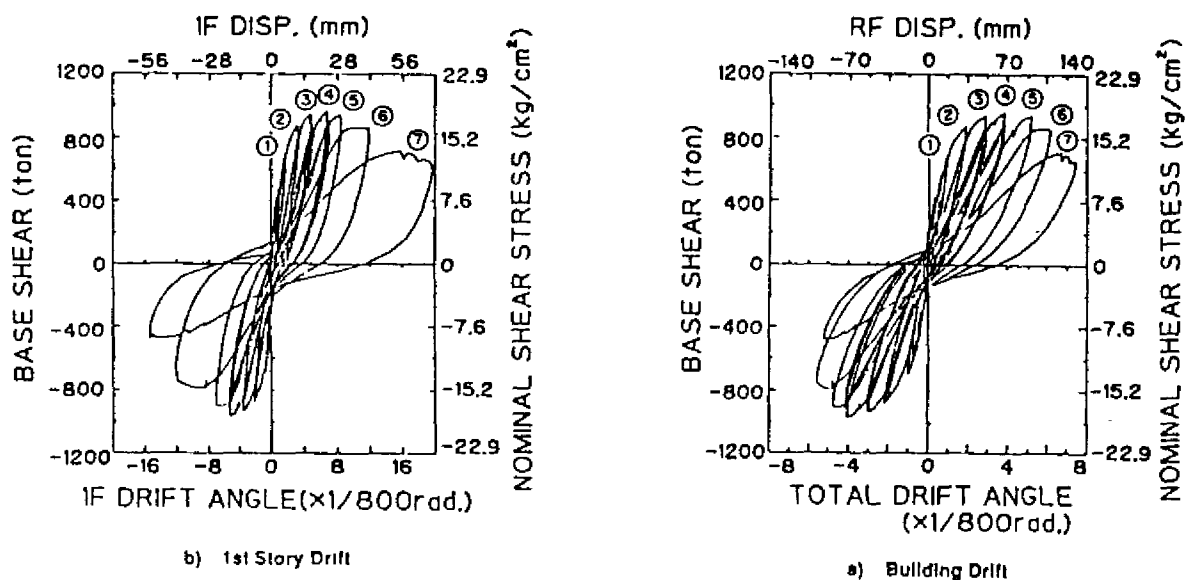 1F DISP. (mm)
-56 -28 0 28 56
1200
800
400
0
-400
-800
-1200
BASE SHEAR (ton)
① ② ③ ④ ⑤ ⑥ ⑦
22.9
15.2
7.6
0
-7.6
-15.2
-22.9
NOMINAL SHEAR STRESS (kg/cm²)
-16 -8 0 8 16
1F DRIFT ANGLE(×1/800rad.)
b) 1st Story Drift
RF DISP. (mm)
-140 -70 0 70 140
1200
800
400
0
-400
-800
-1200
BASE SHEAR (ton)
① ② ③ ④ ⑤ ⑥ ⑦
22.9
15.2
7.6
0
-7.6
-15.2
-22.9
NOMINAL SHEAR STRESS (kg/cm²)
-8 -4 0 4 8
TOTAL DRIFT ANGLE
(×1/800rad.)
a) Building Drift